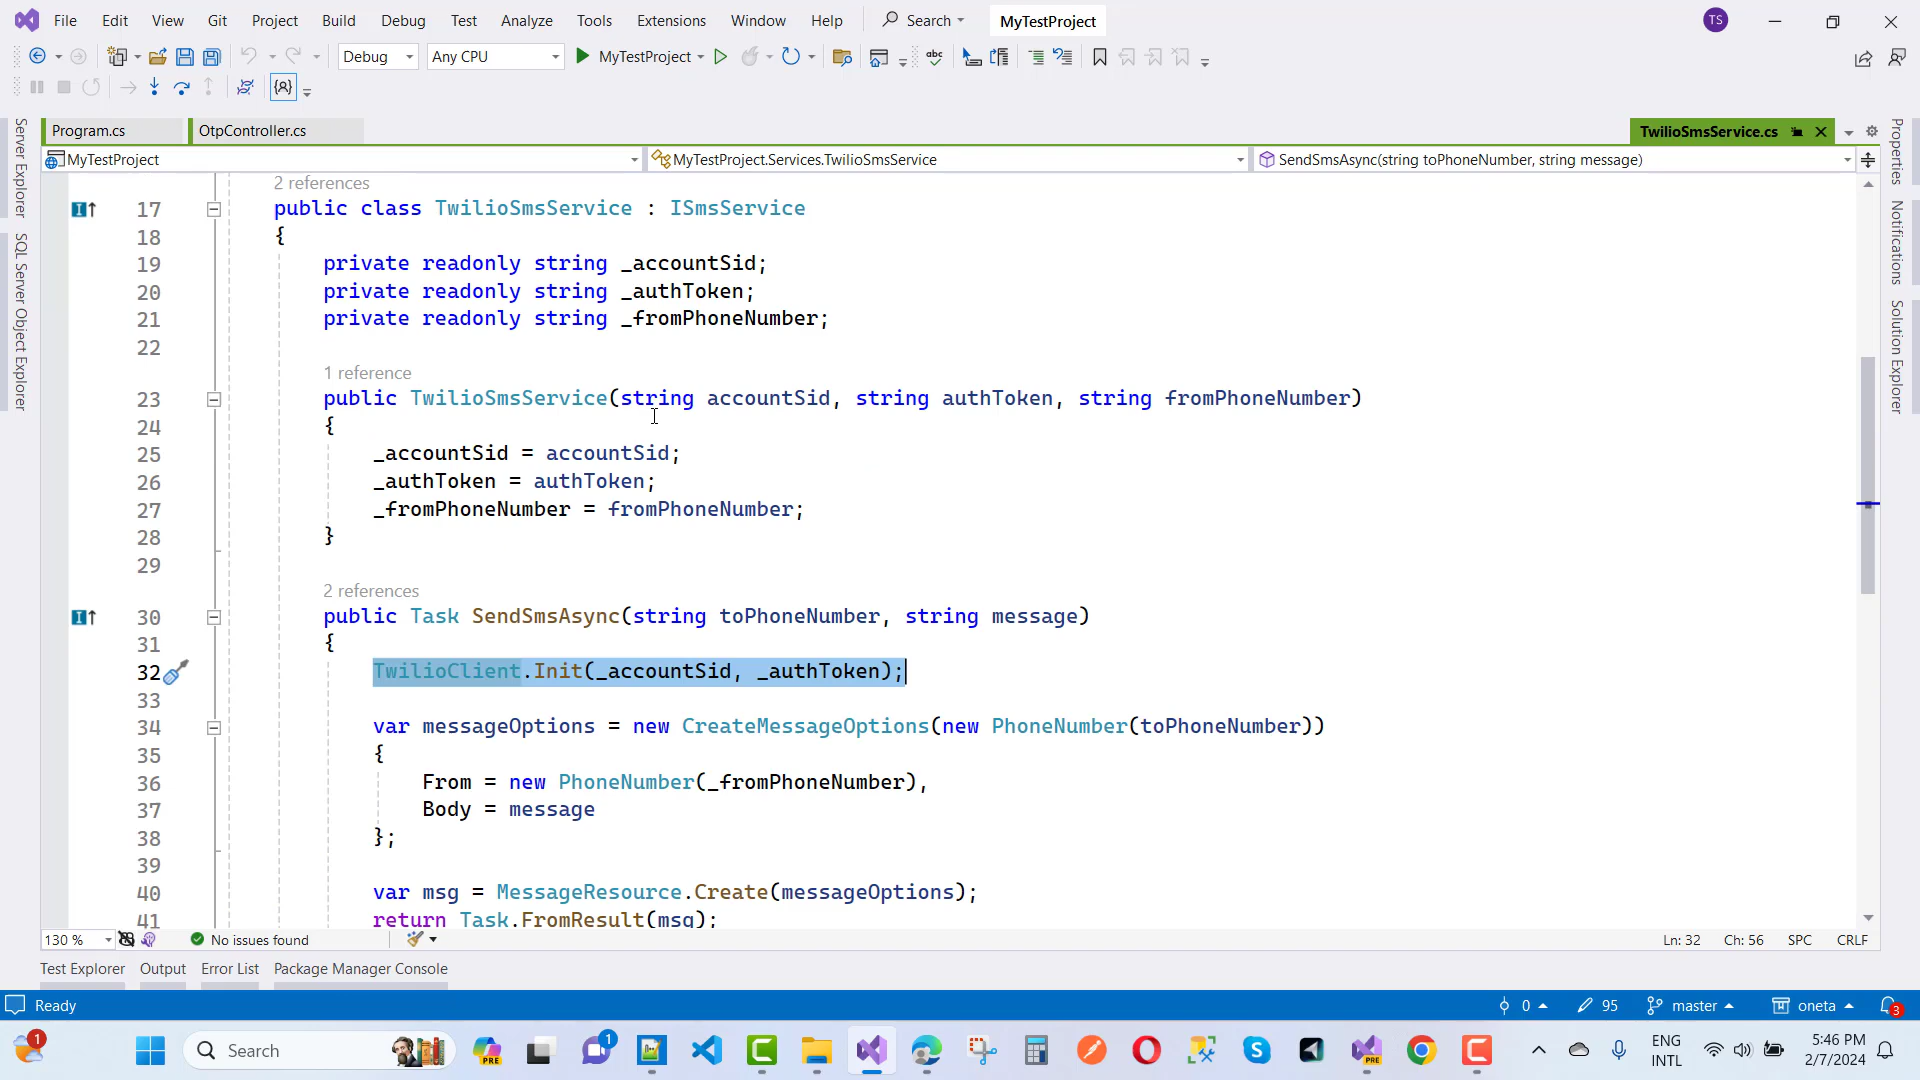 File Edit View Git Project Build Debug Test Analyze Tools Extensions Window Help Search MyTestProject TS
Debug Any CPU MyTestProject
Program.cs OtpController.cs TwilioSmsService.cs
MyTestProject MyTestProject.Services.TwilioSmsService SendSmsAsync(string toPhoneNumber, string message)
2 references
17 public class TwilioSmsService : ISmsService
18 {
19 private readonly string _accountSid;
20 private readonly string _authToken;
21 private readonly string _fromPhoneNumber;
22
1 reference
23 public TwilioSmsService(string accountSid, string authToken, string fromPhoneNumber)
24 {
25 _accountSid = accountSid;
26 _authToken = authToken;
27 _fromPhoneNumber = fromPhoneNumber;
28 }
29
2 references
30 public Task SendSmsAsync(string toPhoneNumber, string message)
31 {
32 TwilioClient.Init(_accountSid, _authToken);
33
34 var messageOptions = new CreateMessageOptions(new PhoneNumber(toPhoneNumber))
35 {
36 From = new PhoneNumber(_fromPhoneNumber),
37 Body = message
38 };
39
40 var msg = MessageResource.Create(messageOptions);
41 return Task.FromResult(msg);
Server Explorer
SQL Server Object Explorer
Properties
Notifications
Solution Explorer
130 % No issues found Ln: 32 Ch: 56 SPC CRLF
Test Explorer Output Error List Package Manager Console
Ready 0 95 master oneta 3
1 Search PRE 1 PRE ENG INTL 5:46 PM 2/7/2024